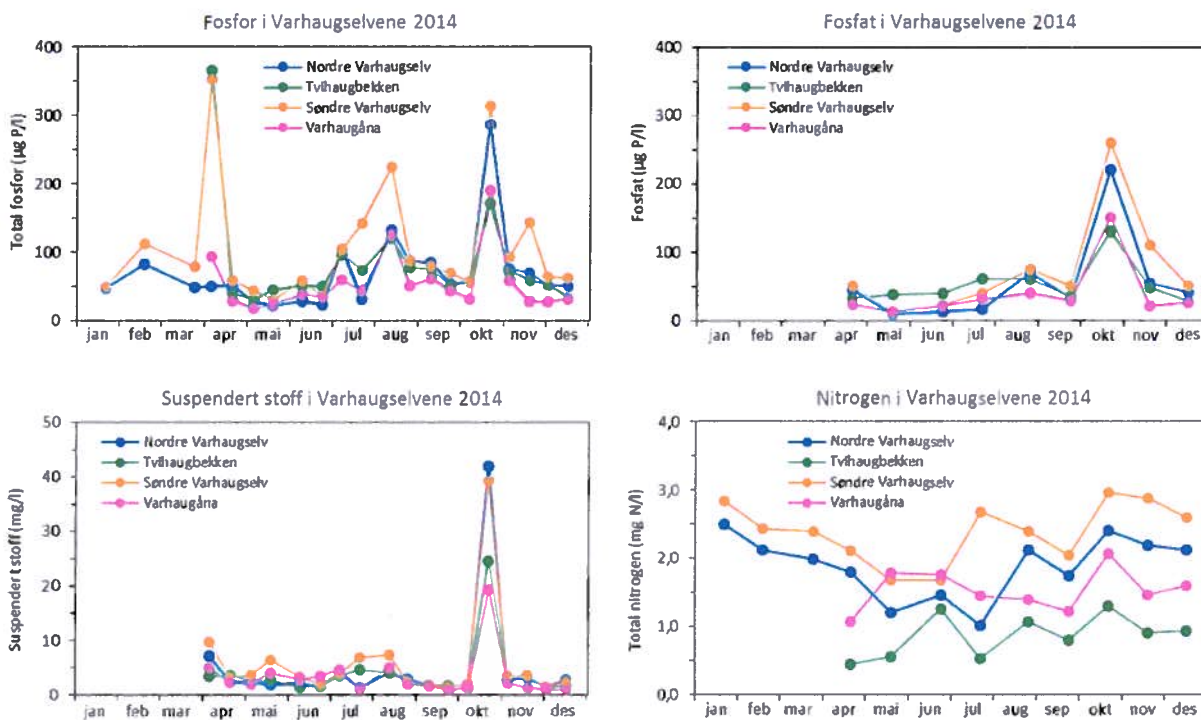 Fosfor i Varhaugselvene 2014
400
300
200
100
0
Total fosfor (µg P/l)
Nordre Varhaugselv
Tvihaugbekken
Søndre Varhaugselv
Varhaugåna
jan feb mar apr mai jun jul aug sep okt nov des
Fosfat i Varhaugselvene 2014
400
300
200
100
0
Fosfat (µg P/l)
Nordre Varhaugselv
Tvihaugbekken
Søndre Varhaugselv
Varhaugåna
jan feb mar apr mai jun jul aug sep okt nov des
Suspendert stoff i Varhaugselvene 2014
50
40
30
20
10
0
Suspendert stoff (mg/l)
Nordre Varhaugselv
Tvihaugbekken
Søndre Varhaugselv
Varhaugåna
jan feb mar apr mai jun jul aug sep okt nov des
Nitrogen i Varhaugselvene 2014
4,0
3,0
2,0
1,0
0,0
Total nitrogen (mg N/l)
Nordre Varhaugselv
Tvihaugbekken
Søndre Varhaugselv
Varhaugåna
jan feb mar apr mai jun jul aug sep okt nov des